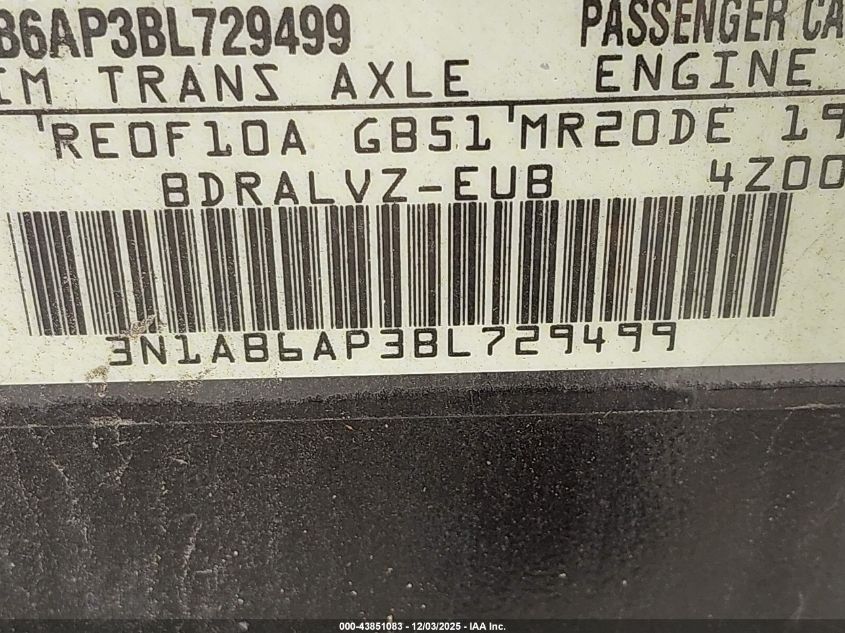 B6AP3BL729499 PASSENGER CA
IM TRANS AXLE ENGINE
RE0F10A GB51 MR20DE 19
BDRALVZ-EUB 4Z00
3N1AB6AP3BL729499
000-43851083 - 12/03/2025 - IAA Inc.